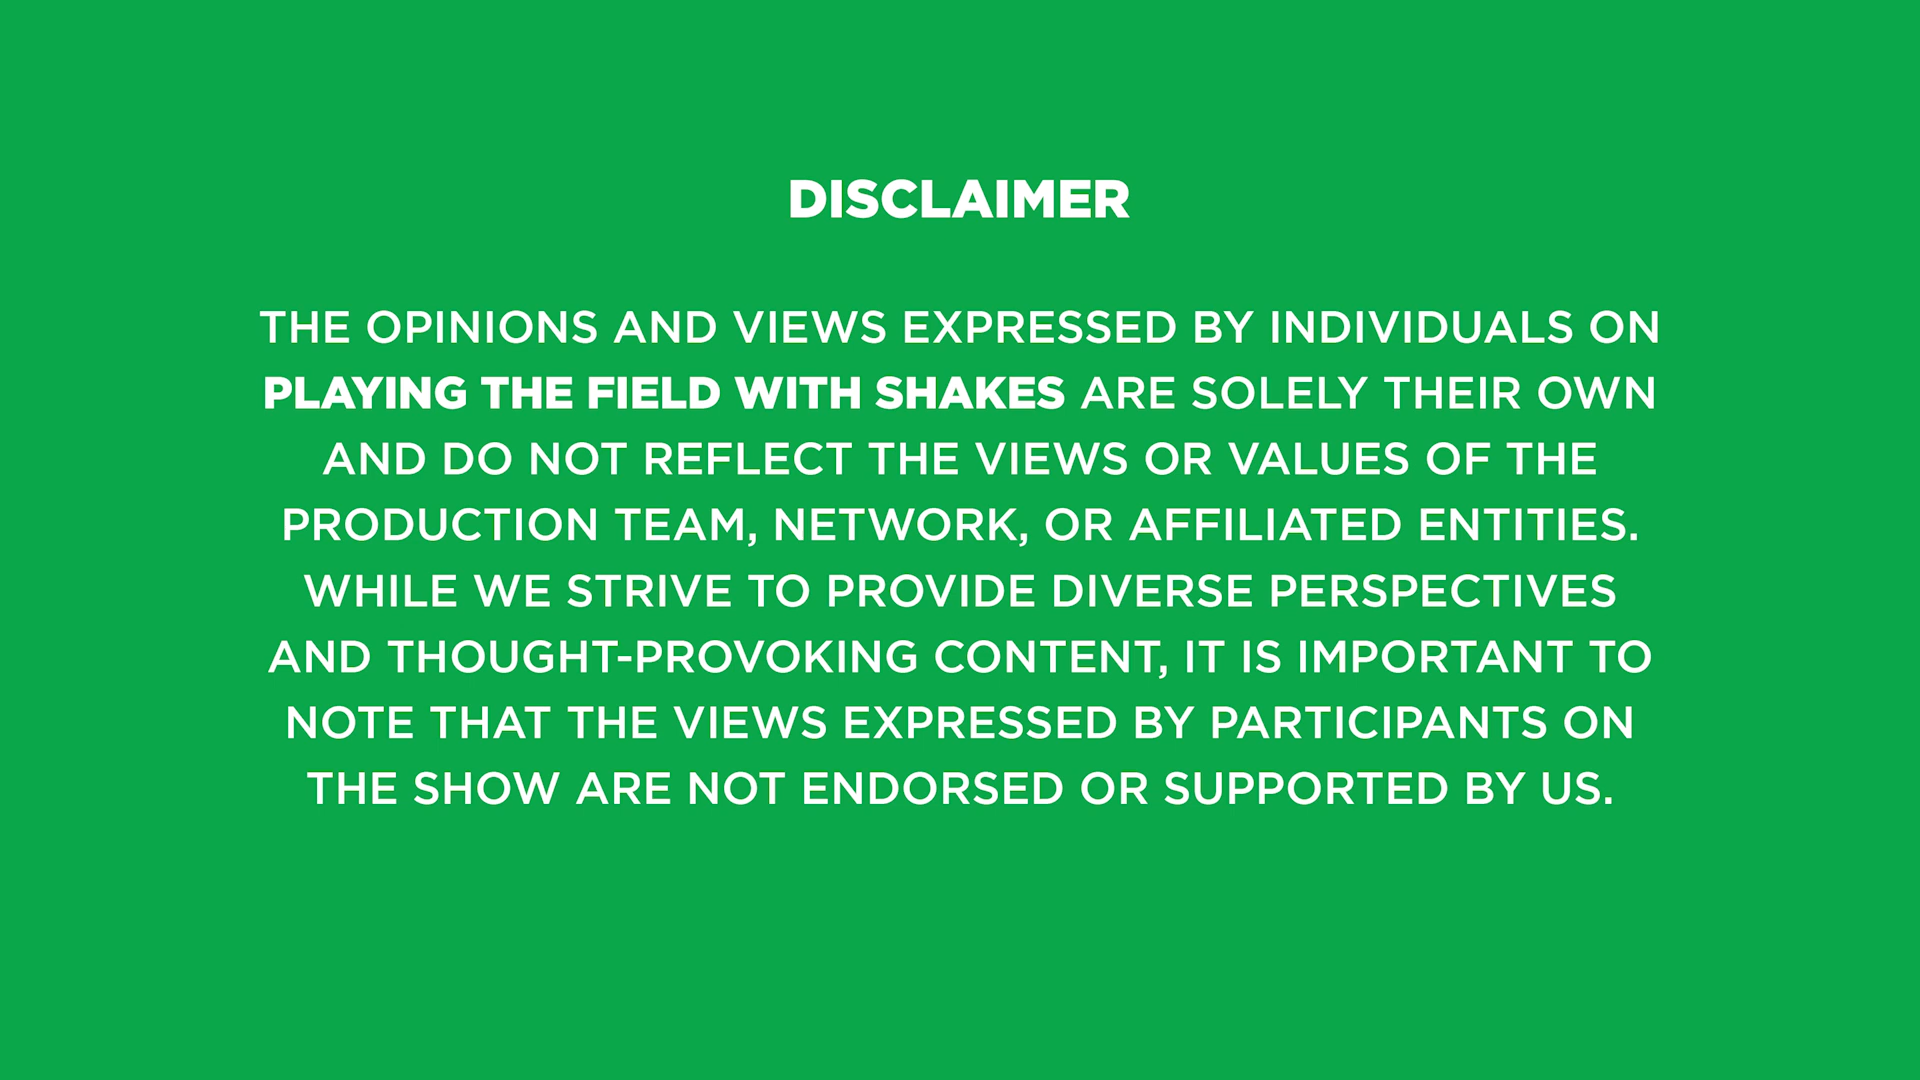 DISCLAIMER
THE OPINIONS AND VIEWS EXPRESSED BY INDIVIDUALS ON
PLAYING THE FIELD WITH SHAKES ARE SOLELY THEIR OWN
AND DO NOT REFLECT THE VIEWS OR VALUES OF THE
PRODUCTION TEAM, NETWORK, OR AFFILIATED ENTITIES.
WHILE WE STRIVE TO PROVIDE DIVERSE PERSPECTIVES
AND THOUGHT-PROVOKING CONTENT, IT IS IMPORTANT TO
NOTE THAT THE VIEWS EXPRESSED BY PARTICIPANTS ON
THE SHOW ARE NOT ENDORSED OR SUPPORTED BY US.